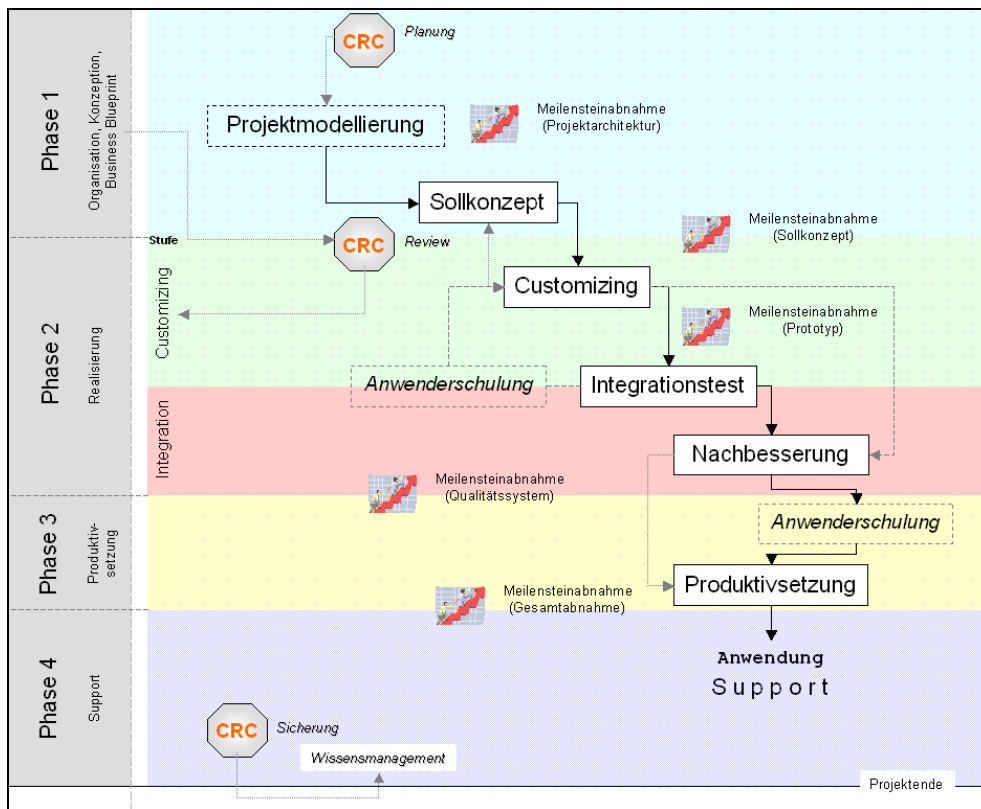 Phase 1
Organisation, Konzeption,
Business Blueprint
CRC
Planung
Projektmodellierung
Meilensteinabnahme
(Projektarchitektur)
Sollkonzept
Meilensteinabnahme
(Sollkonzept)
Phase 2
Realisierung
Stufe
Customizing
CRC
Review
Customizing
Meilensteinabnahme
(Prototyp)
Anwenderschulung
Integrationstest
Integration
Nachbesserung
Meilensteinabnahme
(Qualitätssystem)
Phase 3
Produktiv-
setzung
Anwenderschulung
Produktivsetzung
Meilensteinabnahme
(Gesamtabnahme)
Phase 4
Support
Anwendung
Support
CRC
Sicherung
Wissensmanagement
Projektende